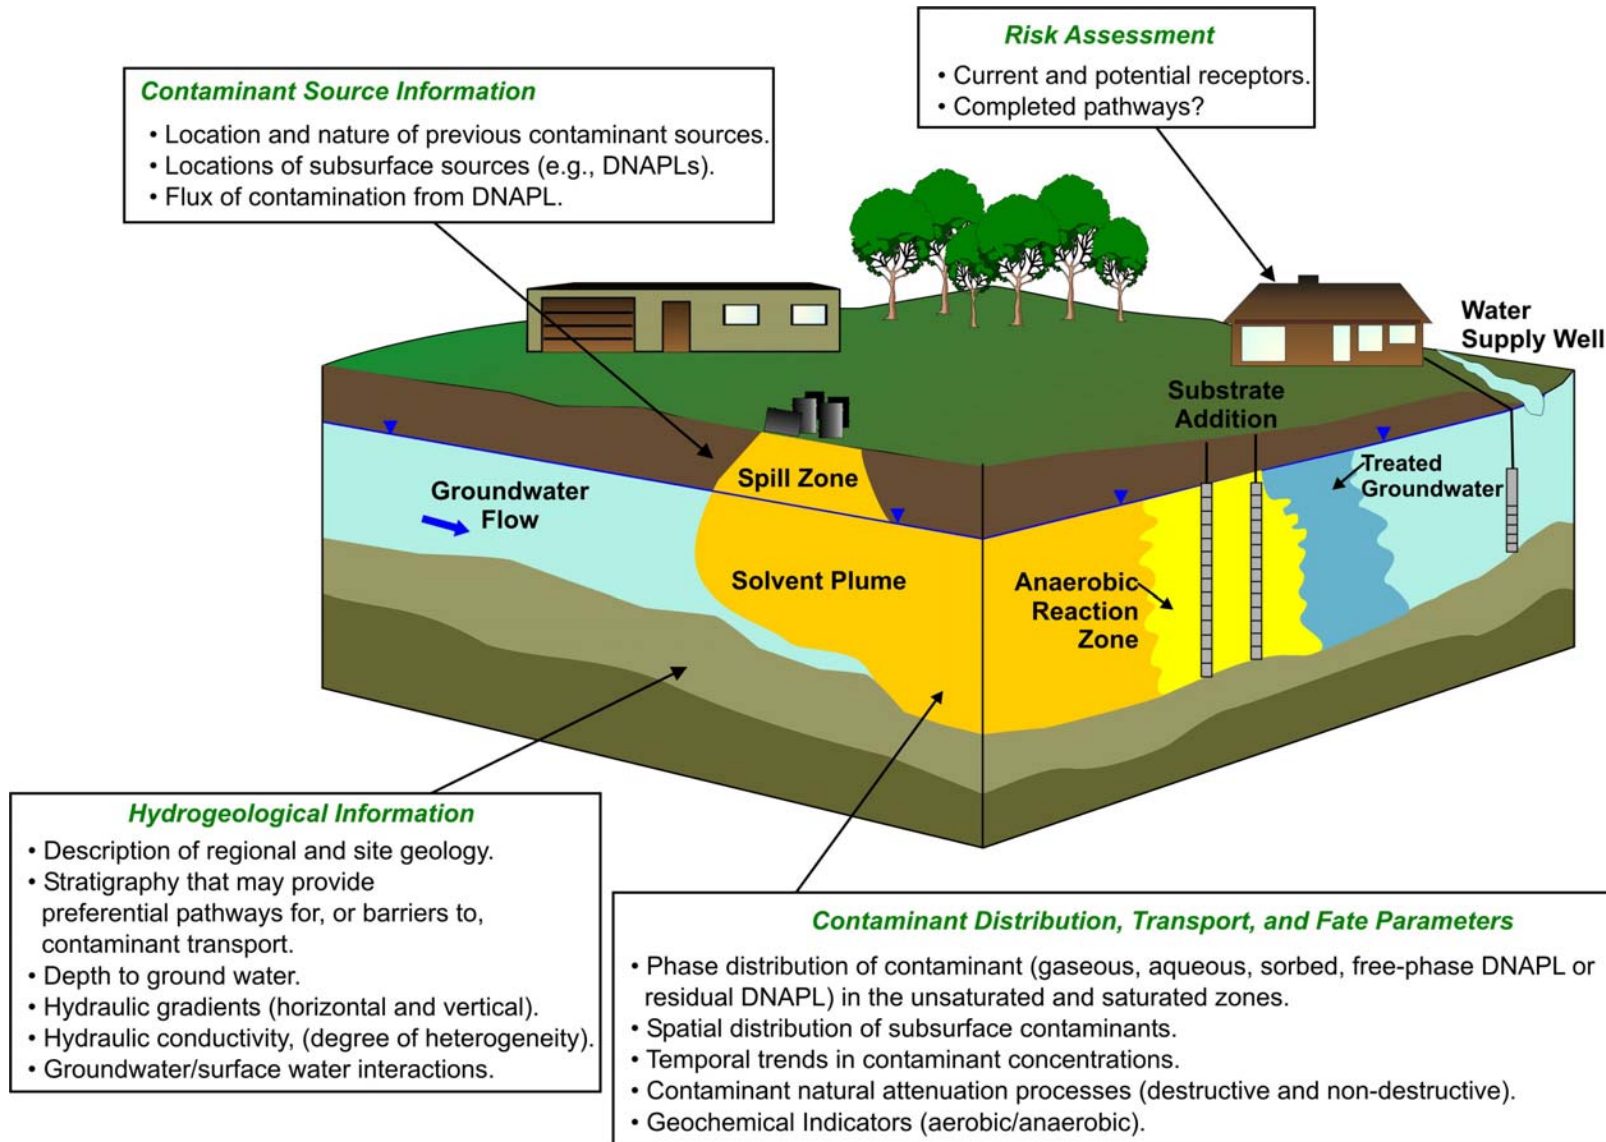 Risk Assessment
• Current and potential receptors.
• Completed pathways?
Contaminant Source Information
• Location and nature of previous contaminant sources.
• Locations of subsurface sources (e.g., DNAPLs).
• Flux of contamination from DNAPL.
Water
Supply Well
Substrate
Addition
Treated
Groundwater
Spill Zone
Groundwater
Flow
Solvent Plume
Anaerobic
Reaction
Zone
Hydrogeological Information
• Description of regional and site geology.
• Stratigraphy that may provide
preferential pathways for, or barriers to,
contaminant transport.
• Depth to ground water.
• Hydraulic gradients (horizontal and vertical).
• Hydraulic conductivity, (degree of heterogeneity).
• Groundwater/surface water interactions.
Contaminant Distribution, Transport, and Fate Parameters
• Phase distribution of contaminant (gaseous, aqueous, sorbed, free-phase DNAPL or
residual DNAPL) in the unsaturated and saturated zones.
• Spatial distribution of subsurface contaminants.
• Temporal trends in contaminant concentrations.
• Contaminant natural attenuation processes (destructive and non-destructive).
• Geochemical Indicators (aerobic/anaerobic).